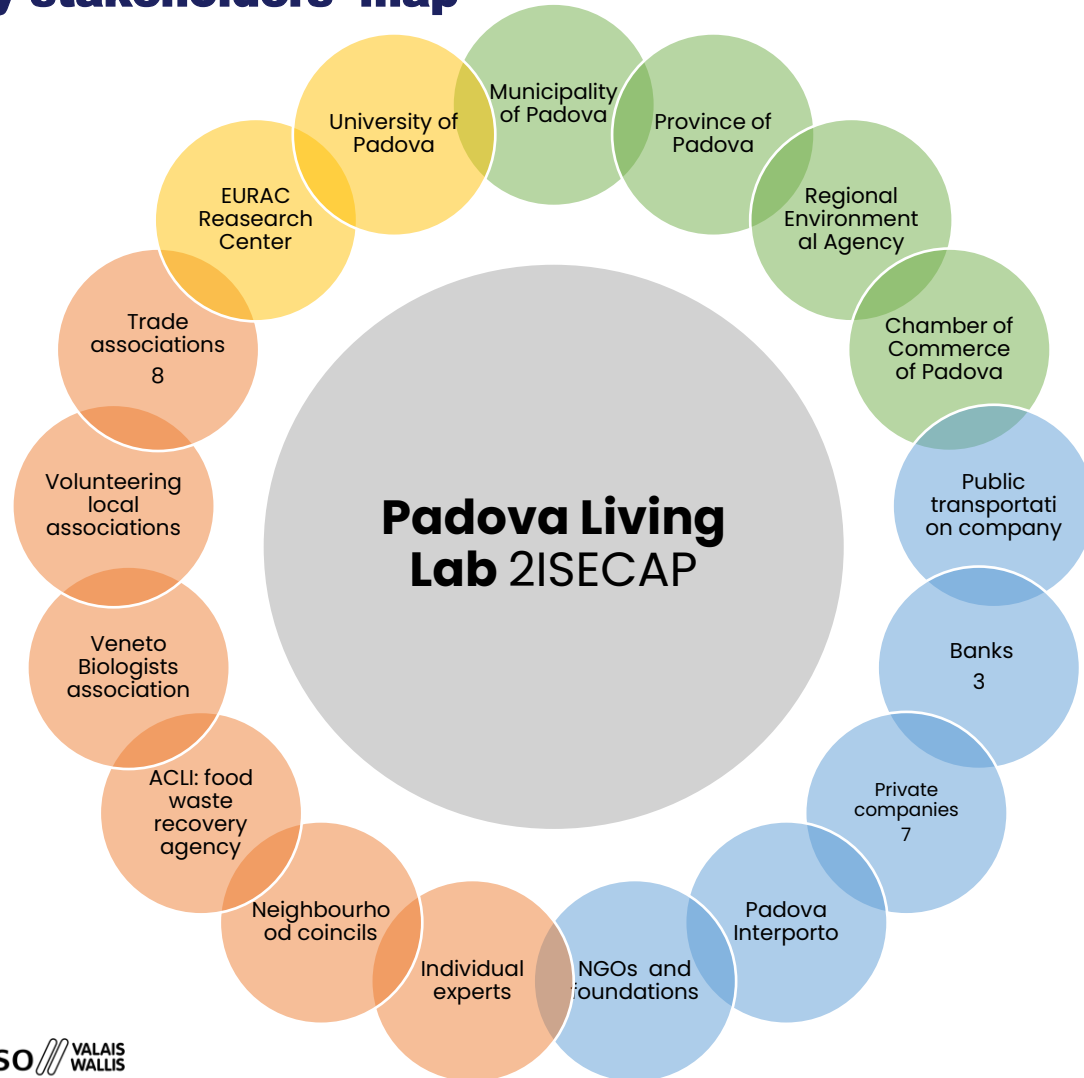 stakeholders' map
Municipality
of Padova
Province of
Padova
Regional
Environment
al Agency
Chamber of
Commerce
of Padova
Public
transportati
on company
Banks
3
Private
companies
7
Padova
Interporto
NGOs and
foundations
Individual
experts
Neighbourho
od coincils
ACLI: food
waste
recovery
agency
Veneto
Biologists
association
Volunteering
local
associations
Trade
associations
8
EURAC
Reasearch
Center
University of
Padova
Padova Living
Lab 2ISECAP
VALAIS
WALLIS